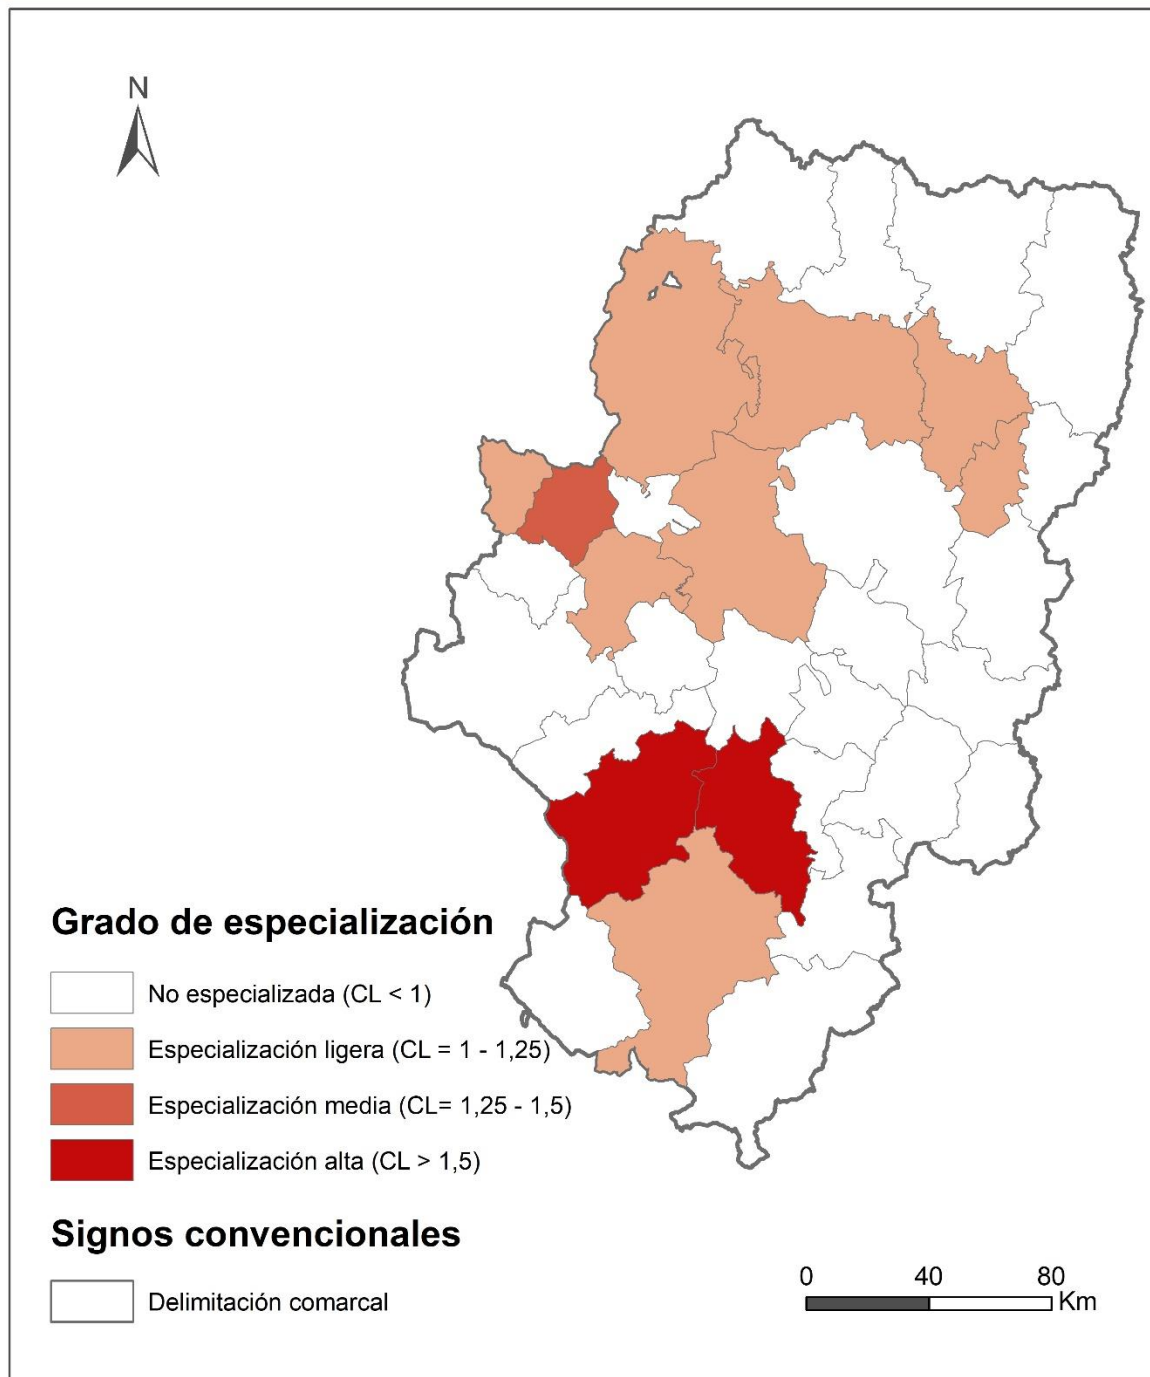 N
Grado de especialización
No especializada (CL < 1)
Especialización ligera (CL = 1 - 1,25)
Especialización media (CL= 1,25 - 1,5)
Especialización alta (CL > 1,5)
Signos convencionales
Delimitación comarcal
0 40 80
Km